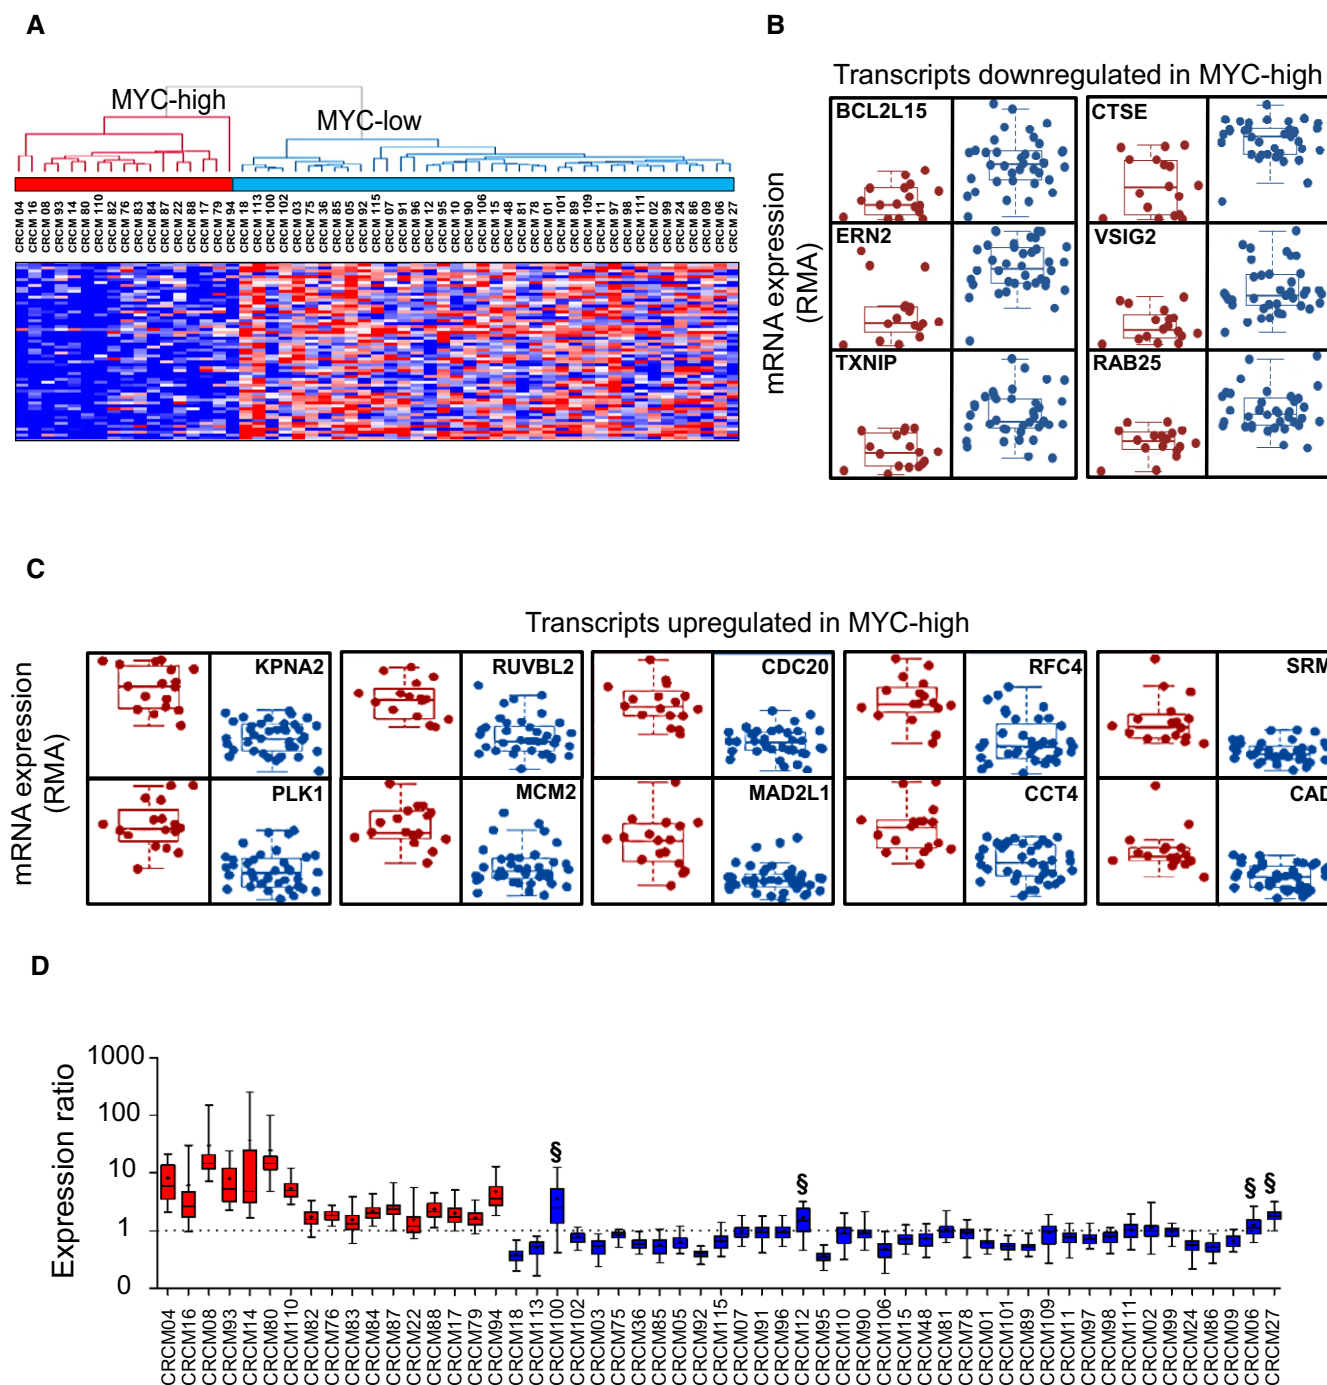 A
MYC-high
MYC-low
CRCM 04
CRCM 16
CRCM 08
CRCM 93
CRCM 14
CRCM 80
CRCM 110
CRCM 82
CRCM 76
CRCM 83
CRCM 84
CRCM 87
CRCM 22
CRCM 88
CRCM 17
CRCM 79
CRCM 94
CRCM 18
CRCM 113
CRCM 100
CRCM 102
CRCM 03
CRCM 75
CRCM 36
CRCM 85
CRCM 05
CRCM 92
CRCM 115
CRCM 07
CRCM 91
CRCM 96
CRCM 12
CRCM 95
CRCM 10
CRCM 90
CRCM 106
CRCM 15
CRCM 48
CRCM 81
CRCM 78
CRCM 01
CRCM 101
CRCM 89
CRCM 109
CRCM 11
CRCM 97
CRCM 98
CRCM 111
CRCM 02
CRCM 99
CRCM 24
CRCM 86
CRCM 09
CRCM 06
CRCM 27
B
Transcripts downregulated in MYC-high
mRNA expression
(RMA)
BCL2L15
CTSE
ERN2
VSIG2
TXNIP
RAB25
C
Transcripts upregulated in MYC-high
mRNA expression
(RMA)
KPNA2
RUVBL2
CDC20
RFC4
SRM
PLK1
MCM2
MAD2L1
CCT4
CAD
D
Expression ratio
1000
100
10
1
0
§
§
§
§
CRCM04
CRCM16
CRCM08
CRCM93
CRCM14
CRCM80
CRCM110
CRCM82
CRCM76
CRCM83
CRCM84
CRCM87
CRCM22
CRCM88
CRCM17
CRCM79
CRCM94
CRCM18
CRCM113
CRCM100
CRCM102
CRCM03
CRCM75
CRCM36
CRCM85
CRCM05
CRCM92
CRCM115
CRCM07
CRCM91
CRCM96
CRCM12
CRCM95
CRCM10
CRCM90
CRCM106
CRCM15
CRCM48
CRCM81
CRCM78
CRCM01
CRCM101
CRCM89
CRCM109
CRCM11
CRCM97
CRCM98
CRCM111
CRCM02
CRCM99
CRCM24
CRCM86
CRCM09
CRCM06
CRCM27